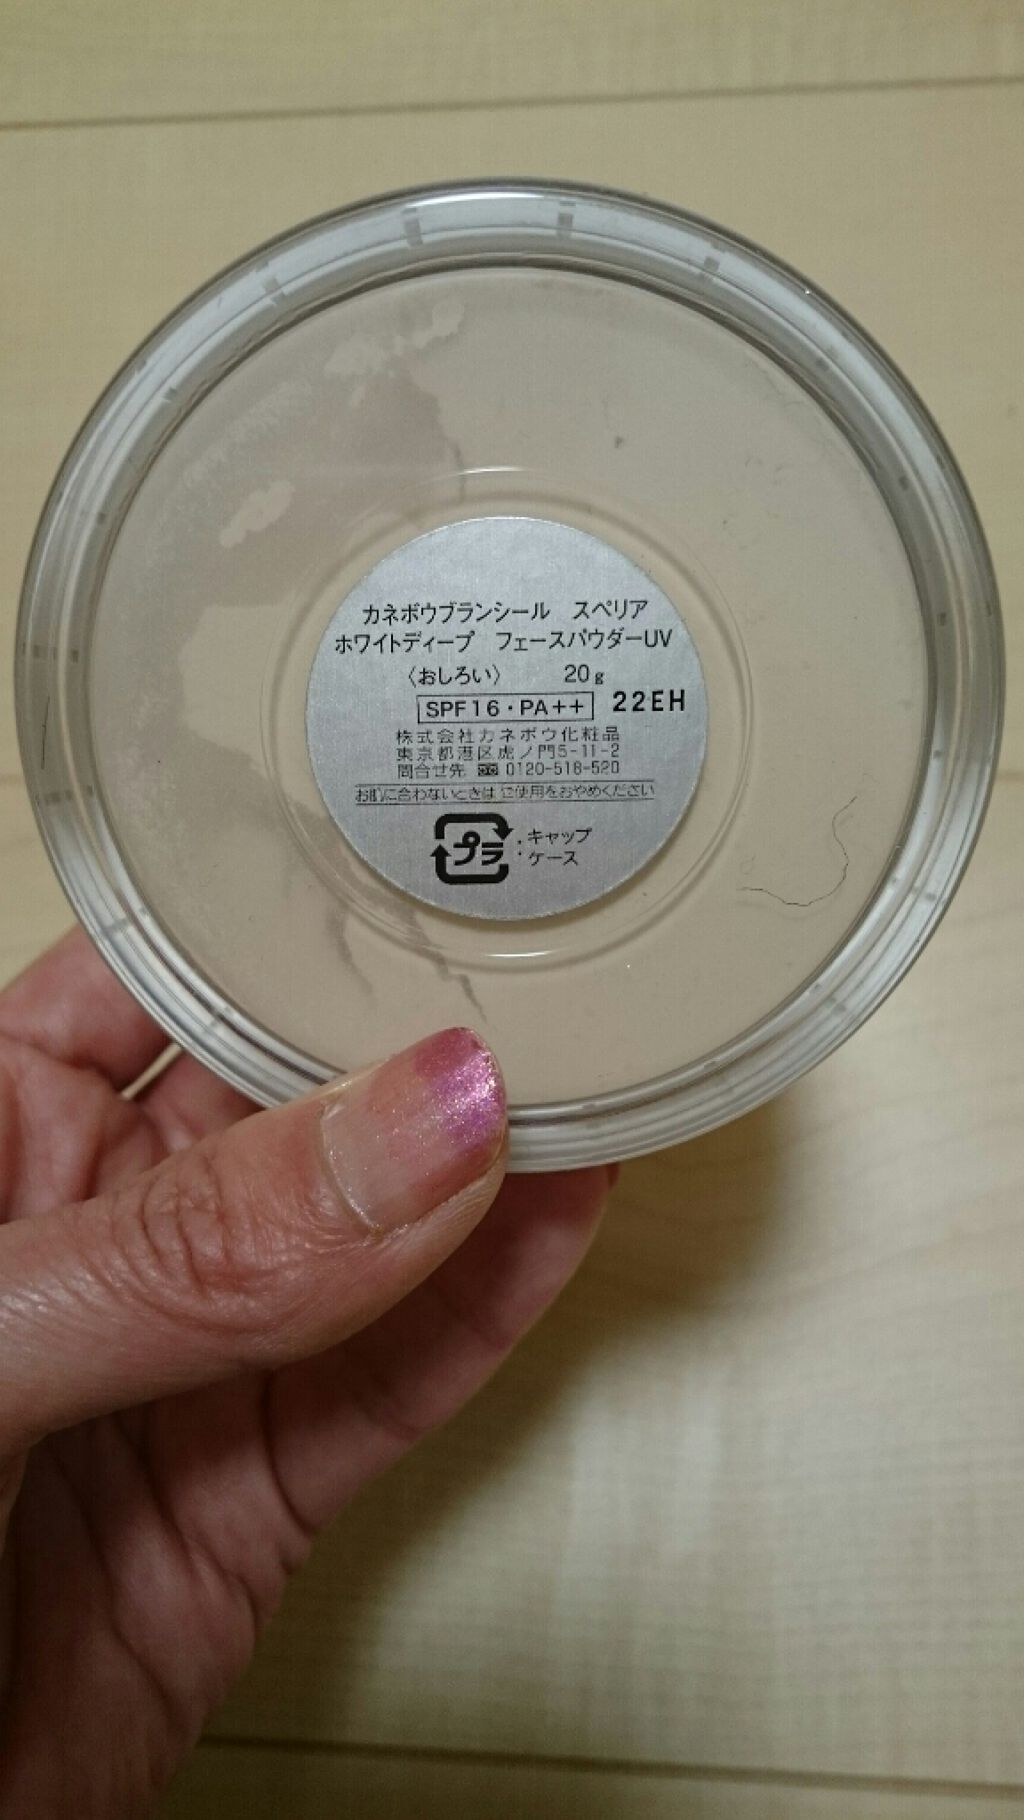 カネボウブランシール　スペリア
ホワイトディープ　フェースパウダーUV
〈おしろい〉　20g
SPF16・PA++ 22EH
株式会社カネボウ化粧品
東京都港区虎ノ門5-11-2
問合せ先 0120-518-520
お肌に合わないときはご使用をおやめください
プラ : キャップ
: ケース